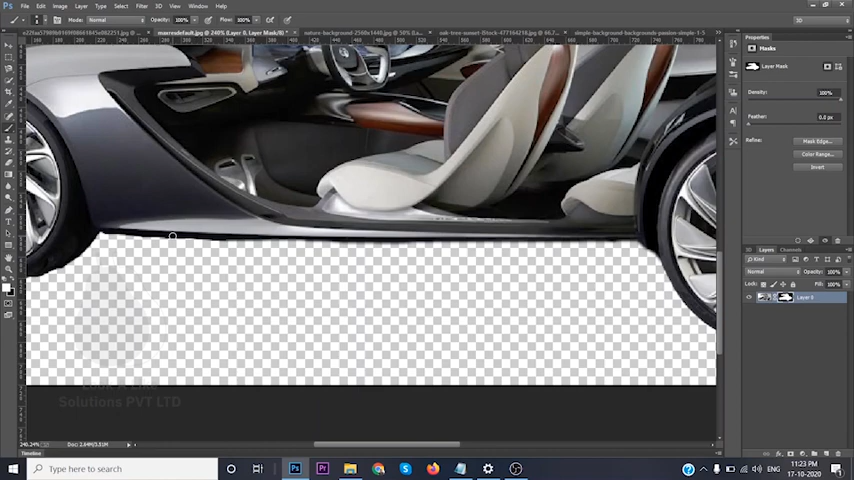 Ps File Edit Image Layer Type Select Filter 3D View Window Help
Mode: Normal Opacity: 100% Flow: 100% 3D
maxresdefault.jpg @ 240% (Layer 0, Layer Mask/8) *
Properties
Masks
Layer Mask
Density: 100%
Feather: 0.0 px
Refine: Mask Edge...
Color Range...
Invert
Layers Channels
Kind
Normal Opacity: 100%
Lock: Fill: 100%
Layer 0
Look A Like
Solutions PVT LTD
Timeline
Type here to search
ENG
11:23 PM
17-10-2020